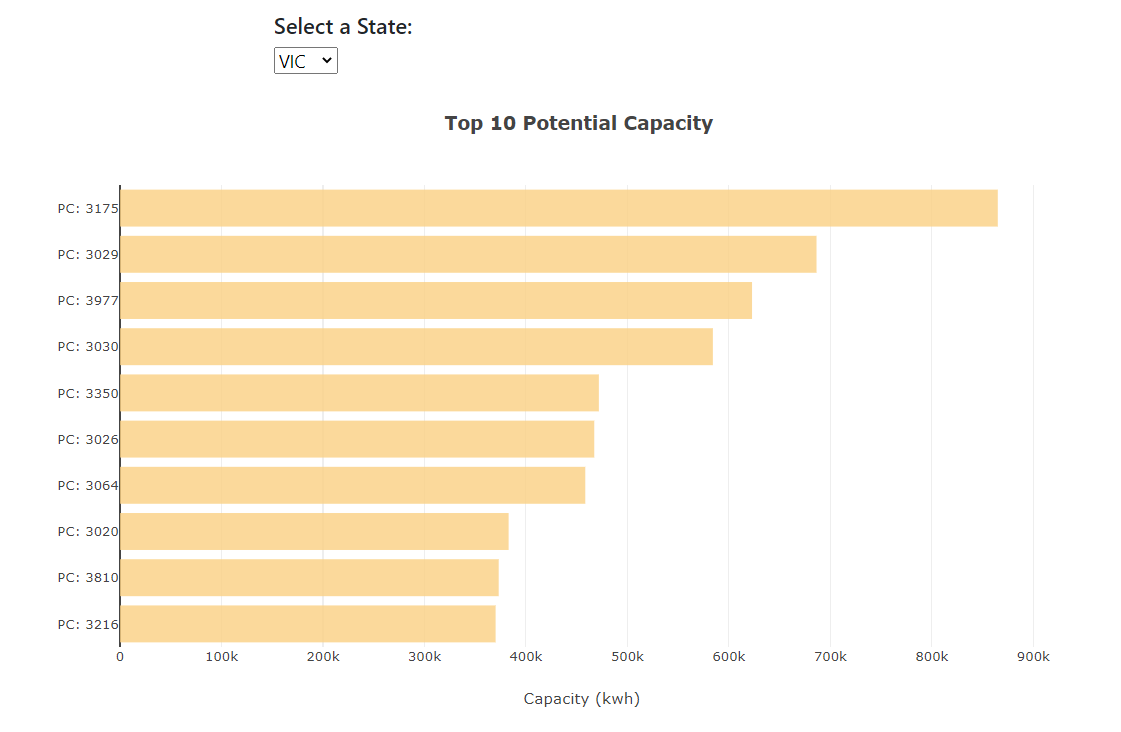 Select a State:
VIC
Top 10 Potential Capacity
PC: 3175
PC: 3029
PC: 3977
PC: 3030
PC: 3350
PC: 3026
PC: 3064
PC: 3020
PC: 3810
PC: 3216
0 100k 200k 300k 400k 500k 600k 700k 800k 900k
Capacity (kwh)